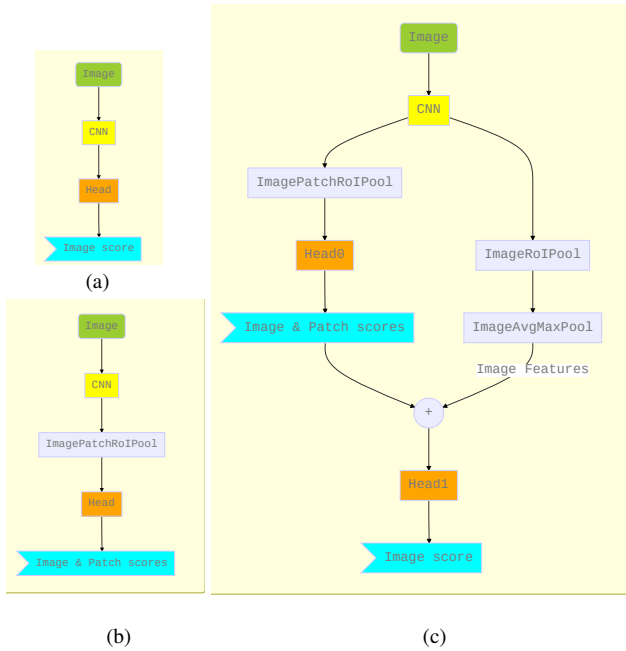 Image
CNN
Head
Image score
(a)
Image
CNN
ImagePatchRoIPool
Head
Image & Patch scores
(b)
Image
CNN
ImagePatchRoIPool
Head0
ImageRoIPool
Image & Patch scores
ImageAvgMaxPool
Image Features
+
Head1
Image score
(c)